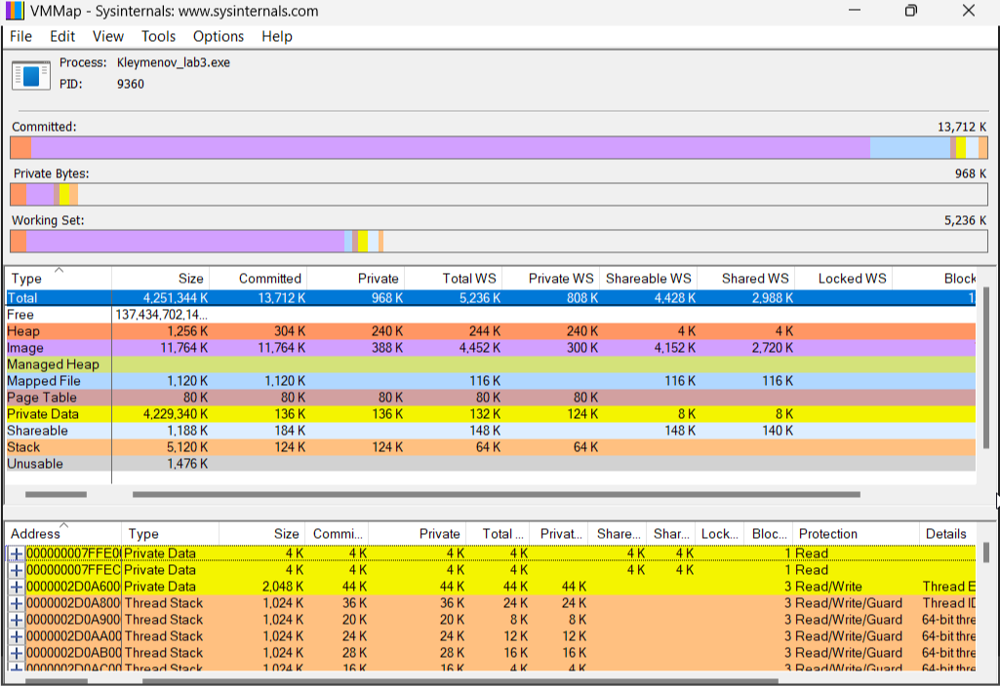 VMMap - Sysinternals: www.sysinternals.com
File Edit View Tools Options Help
Process: Kleymenov_lab3.exe
PID: 9360
Committed: 13,712 K
Private Bytes: 968 K
Working Set: 5,236 K
Type Size Committed Private Total WS Private WS Shareable WS Shared WS Locked WS Block
Total 4,251,344 K 13,712 K 968 K 5,236 K 808 K 4,428 K 2,988 K 1
Free 137,434,702,14...
Heap 1,256 K 304 K 240 K 244 K 240 K 4 K 4 K
Image 11,764 K 11,764 K 388 K 4,452 K 300 K 4,152 K 2,720 K
Managed Heap
Mapped File 1,120 K 1,120 K 116 K 116 K 116 K
Page Table 80 K 80 K 80 K 80 K 80 K
Private Data 4,229,340 K 136 K 136 K 132 K 124 K 8 K 8 K
Shareable 1,188 K 184 K 148 K 148 K 140 K
Stack 5,120 K 124 K 124 K 64 K 64 K
Unusable 1,476 K
Address Type Size Commi... Private Total ... Privat... Share... Shar... Lock... Bloc... Protection Details
000000007FFE0 Private Data 4 K 4 K 4 K 4 K 4 K 4 K 1 Read
000000007FFEC Private Data 4 K 4 K 4 K 4 K 4 K 4 K 1 Read
0000002D0A600 Private Data 2,048 K 44 K 44 K 44 K 44 K 3 Read/Write Thread E
0000002D0A800 Thread Stack 1,024 K 36 K 36 K 24 K 24 K 3 Read/Write/Guard Thread ID
0000002D0A900 Thread Stack 1,024 K 20 K 20 K 8 K 8 K 3 Read/Write/Guard 64-bit thre
0000002D0AA00 Thread Stack 1,024 K 24 K 24 K 12 K 12 K 3 Read/Write/Guard 64-bit thre
0000002D0AB00 Thread Stack 1,024 K 28 K 28 K 16 K 16 K 3 Read/Write/Guard 64-bit thre
0000002D0AC00 Thread Stack 1,024 K 16 K 16 K 4 K 4 K 3 Read/Write/Guard 64-bit thre